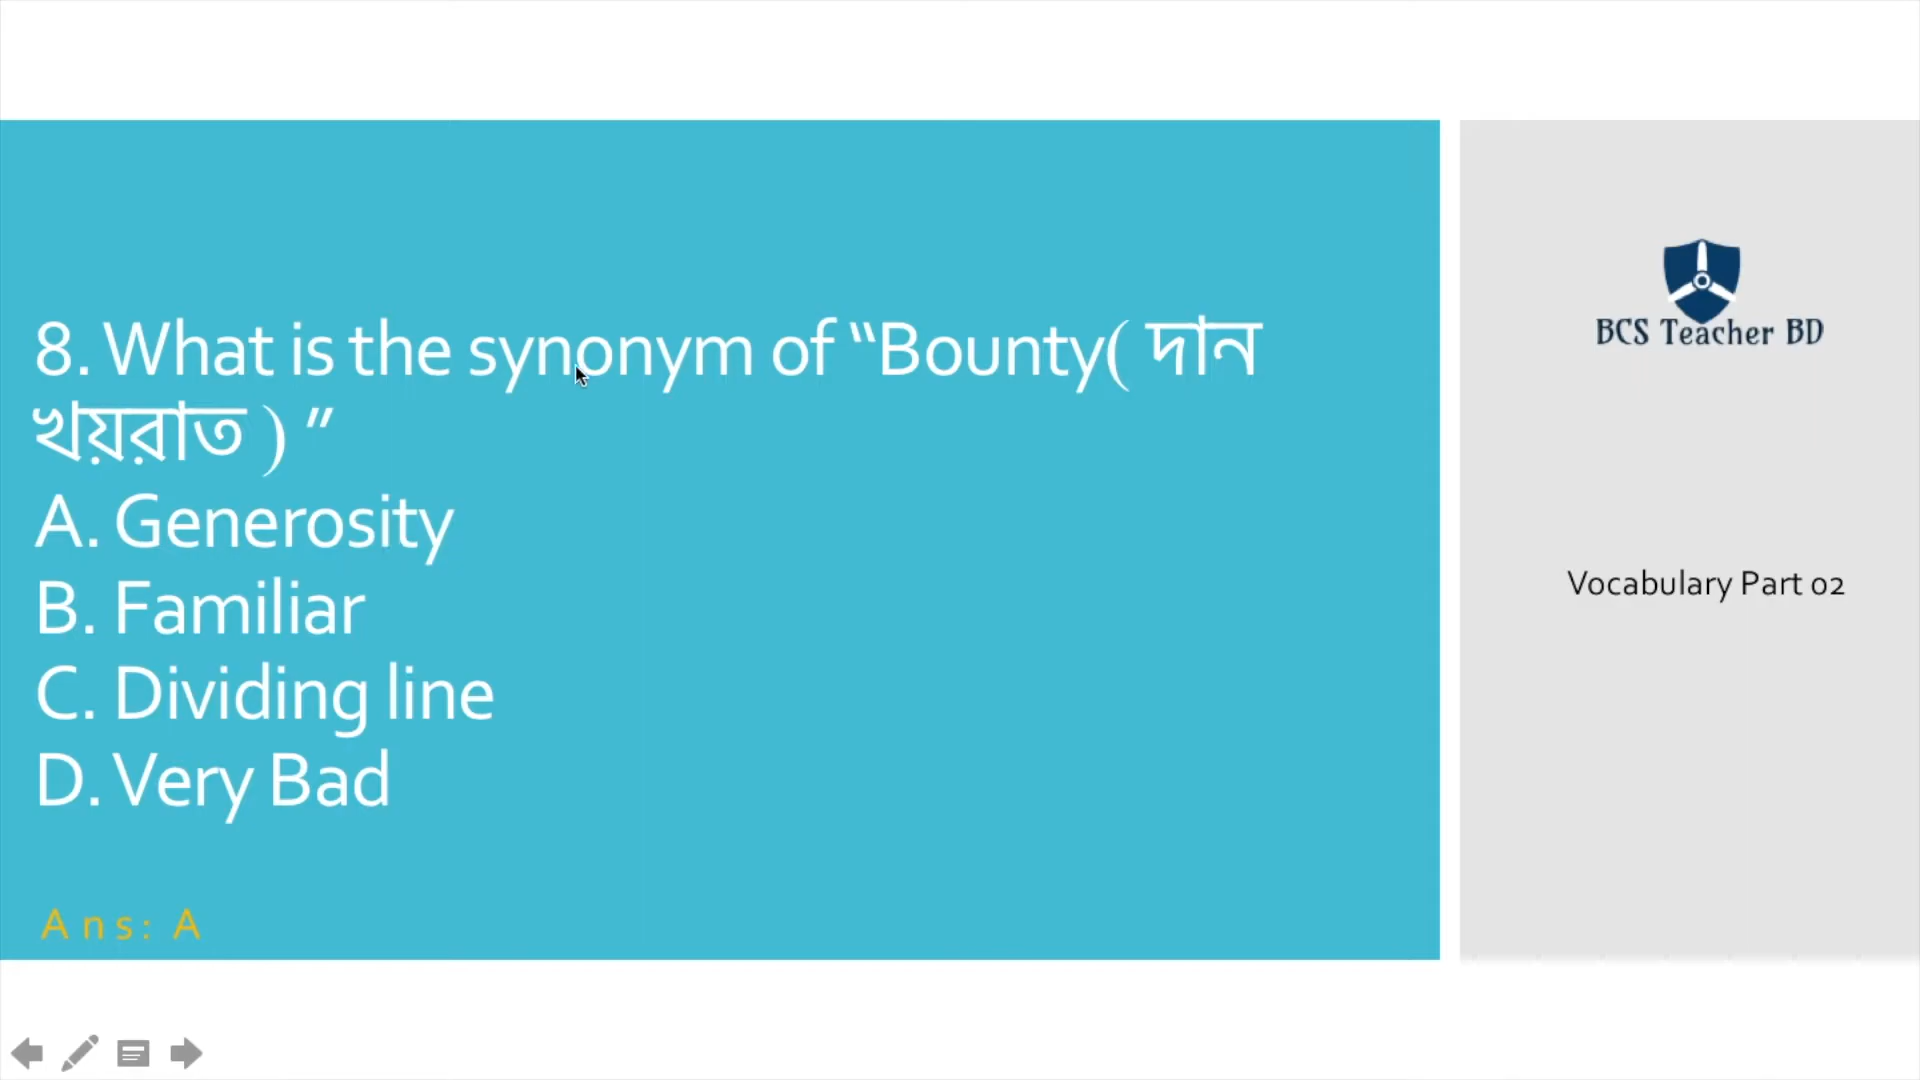 8. What is the synonym of “Bounty( দান
খয়রাত ) ”
A. Generosity
B. Familiar
C. Dividing line
D. Very Bad
Ans: A
BCS Teacher BD
Vocabulary Part 02